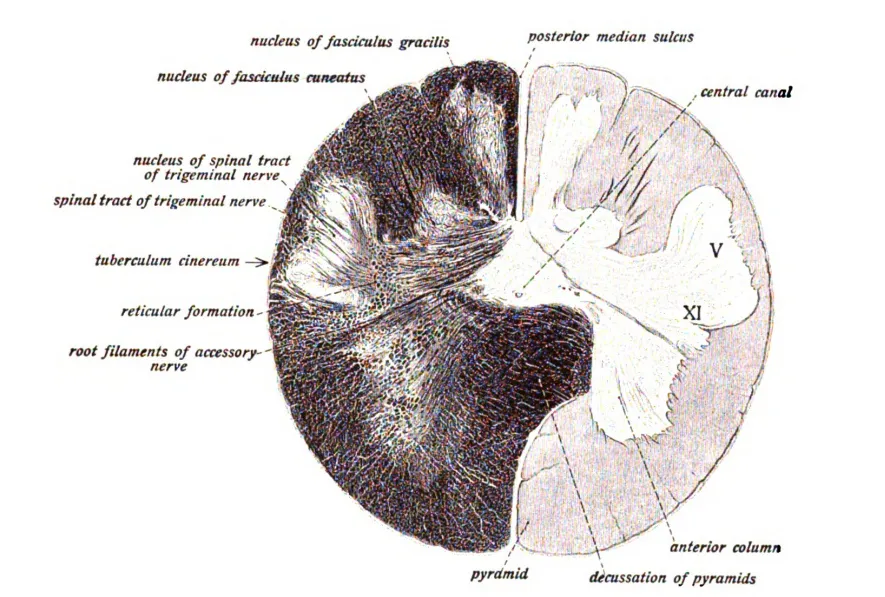 nucleus of fasciculus gracilis
posterior median sulcus
nucleus of fasciculus cuneatus
central canal
nucleus of spinal tract
of trigeminal nerve
spinal tract of trigeminal nerve
V
tuberculum cinereum
XI
reticular formation
root filaments of accessory
nerve
anterior column
pyramid
decussation of pyramids